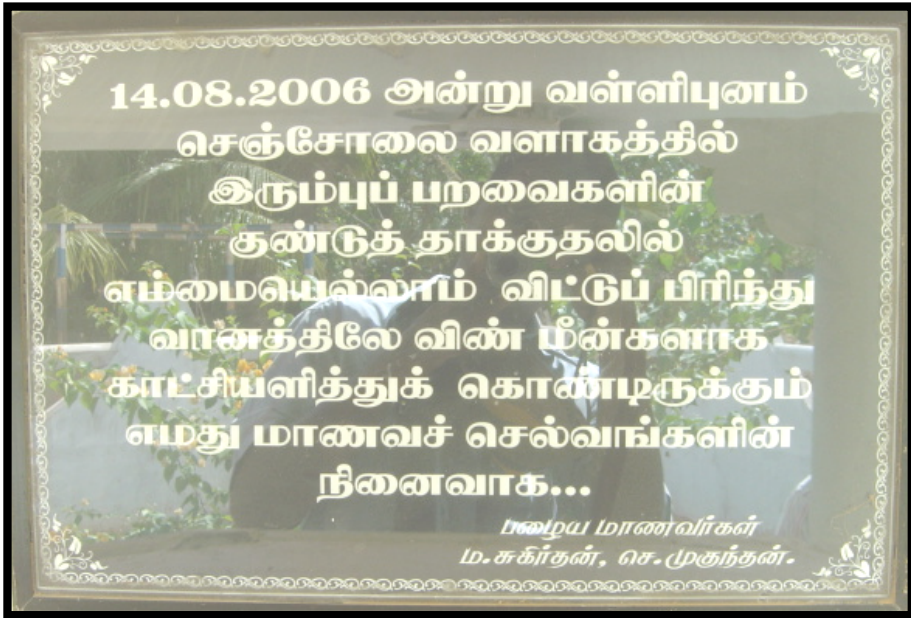 14.08.2006 அன்று வள்ளிபுனம்
செஞ்சோலை வளாகத்தில்
இரும்புப் பறவைகளின்
குண்டுத் தாக்குதலில்
எம்மையெல்லாம் விட்டுப் பிரிந்து
வானத்திலே விண் மீன்களாக
காட்சியளித்துக் கொண்டிருக்கும்
எமது மாணவச் செல்வங்களின்
நினைவாக...
பழைய மாணவர்கள்
ம.சுகிர்தன், செ.முகுந்தன்.